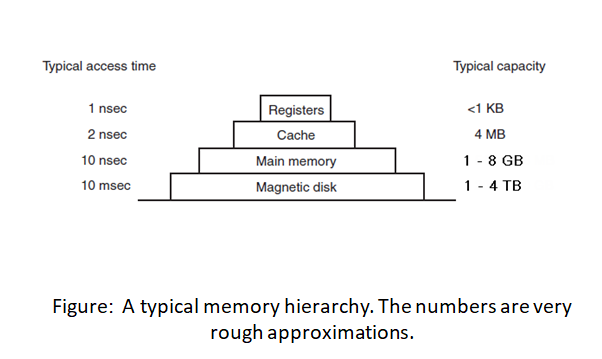 Typical access time Typical capacity
1 nsec Registers <1 KB
2 nsec Cache 4 MB
10 nsec Main memory 1 - 8 GB
10 msec Magnetic disk 1 - 4 TB
Figure: A typical memory hierarchy. The numbers are very
rough approximations.